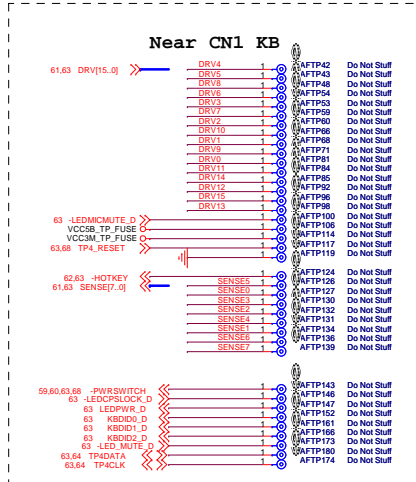 Near CN1 KB
61,63 DRV[15..0] DRV4 1 AFTP42 Do Not Stuff
DRV5 1 AFTP43 Do Not Stuff
DRV8 1 AFTP48 Do Not Stuff
DRV6 1 AFTP54 Do Not Stuff
DRV3 1 AFTP53 Do Not Stuff
DRV7 1 AFTP59 Do Not Stuff
DRV2 1 AFTP60 Do Not Stuff
DRV10 1 AFTP66 Do Not Stuff
DRV1 1 AFTP68 Do Not Stuff
DRV9 1 AFTP71 Do Not Stuff
DRV0 1 AFTP81 Do Not Stuff
DRV11 1 AFTP84 Do Not Stuff
DRV14 1 AFTP85 Do Not Stuff
DRV12 1 AFTP92 Do Not Stuff
DRV15 1 AFTP96 Do Not Stuff
DRV13 1 AFTP98 Do Not Stuff
63 -LEDMICMUTE_D 1 AFTP100 Do Not Stuff
VCC5B_TP_FUSE 1 AFTP106 Do Not Stuff
VCC3M_TP_FUSE 1 AFTP114 Do Not Stuff
63,68 TP4_RESET 1 AFTP117 Do Not Stuff
1 AFTP119 Do Not Stuff
62,63 -HOTKEY 1 AFTP124 Do Not Stuff
61,63 SENSE[7..0] SENSE5 1 AFTP126 Do Not Stuff
SENSE0 1 AFTP127 Do Not Stuff
SENSE3 1 AFTP130 Do Not Stuff
SENSE2 1 AFTP132 Do Not Stuff
SENSE4 1 AFTP131 Do Not Stuff
SENSE1 1 AFTP134 Do Not Stuff
SENSE6 1 AFTP136 Do Not Stuff
SENSE7 1 AFTP139 Do Not Stuff
59,60,63,68 -PWRSWITCH 1 AFTP143 Do Not Stuff
63 -LEDCPSLOCK_D 1 AFTP146 Do Not Stuff
63 LEDPWR_D 1 AFTP147 Do Not Stuff
63 KBDID0_D 1 AFTP152 Do Not Stuff
63 KBDID1_D 1 AFTP161 Do Not Stuff
63 KBDID2_D 1 AFTP166 Do Not Stuff
63 -LED_MUTE_D 1 AFTP173 Do Not Stuff
63,64 TP4DATA 1 AFTP180 Do Not Stuff
63,64 TP4CLK 1 AFTP174 Do Not Stuff